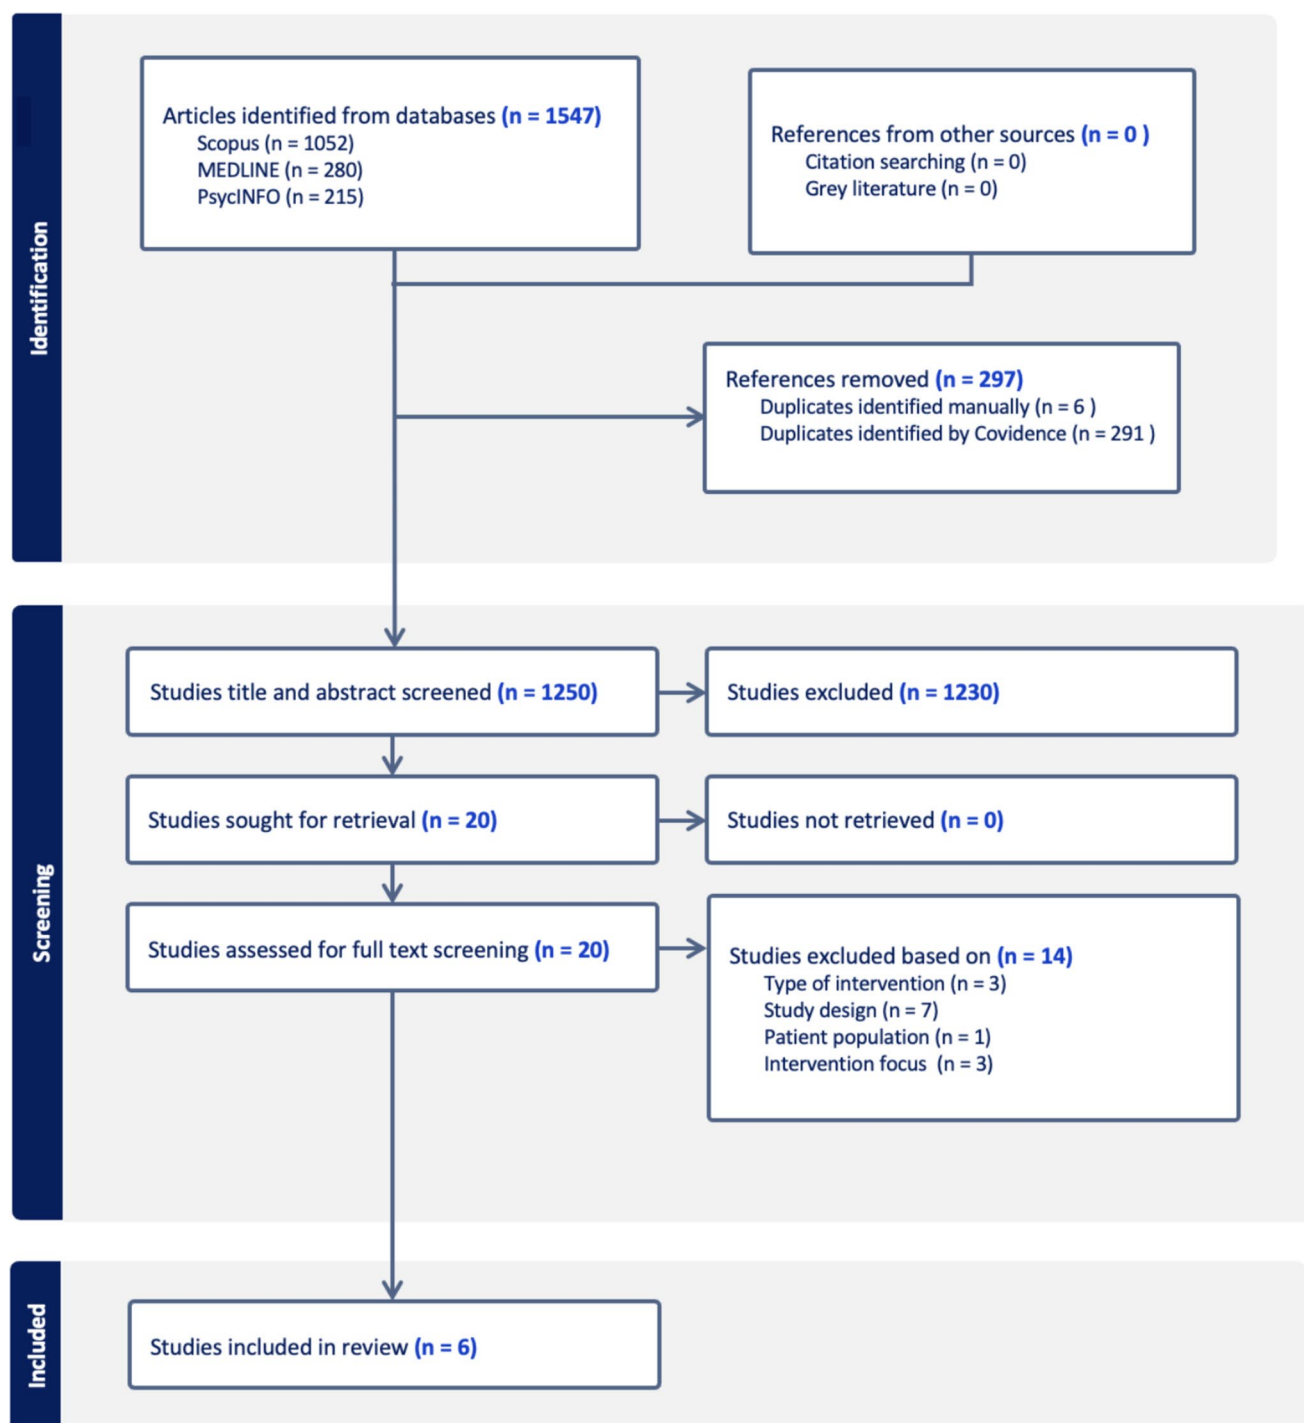 Identification
Articles identified from databases (n = 1547)
Scopus (n = 1052)
MEDLINE (n = 280)
PsycINFO (n = 215)
References from other sources (n = 0 )
Citation searching (n = 0)
Grey literature (n = 0)
References removed (n = 297)
Duplicates identified manually (n = 6 )
Duplicates identified by Covidence (n = 291 )
Screening
Studies title and abstract screened (n = 1250)
Studies excluded (n = 1230)
Studies sought for retrieval (n = 20)
Studies not retrieved (n = 0)
Studies assessed for full text screening (n = 20)
Studies excluded based on (n = 14)
Type of intervention (n = 3)
Study design (n = 7)
Patient population (n = 1)
Intervention focus  (n = 3)
Included
Studies included in review (n = 6)